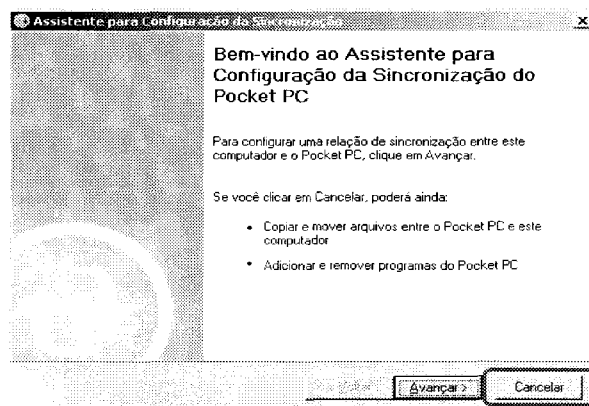 Assistente para Configuração da Sincronização
Bem-vindo ao Assistente para
Configuração da Sincronização do
Pocket PC
Para configurar uma relação de sincronização entre este
computador e o Pocket PC, clique em Avançar.
Se você clicar em Cancelar, poderá ainda:
• Copiar e mover arquivos entre o Pocket PC e este
computador
• Adicionar e remover programas do Pocket PC
Avançar >
Cancelar